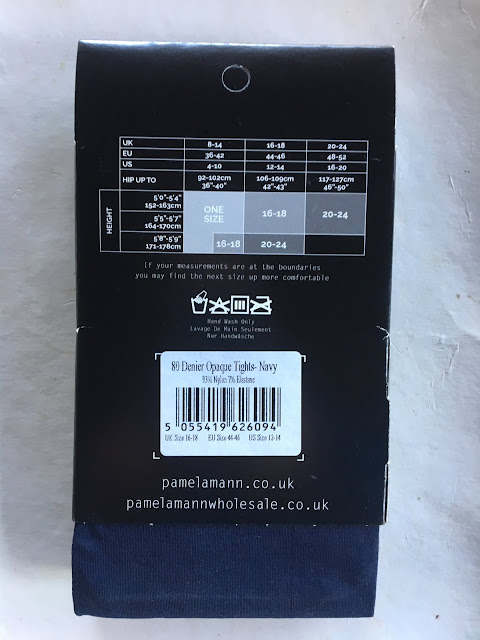 UK 8-14 16-18 20-24
EU 36-42 44-46 48-52
US 4-10 12-14 16-20
HIP UP TO 92-102cm 36"-40" 106-109cm 42"-43" 117-127cm 46"-50"
HEIGHT
5'0"-5'4"
152-163cm
5'5"-5'7"
164-170cm
5'8"-5'9"
171-178cm
ONE
SIZE
16-18
20-24
16-18
20-24
If your measurements are at the boundaries
you may find the next size up more comfortable
Hand Wash Only
Lavage De Main Seulement
Nur Handwäsche
80 Denier Opaque Tights- Navy
93% Nylon 7% Elastane
5 055419 626094
UK Size 16-18 EU Size 44-46 US Size 12-14
pamelamann.co.uk
pamelamannwholesale.co.uk